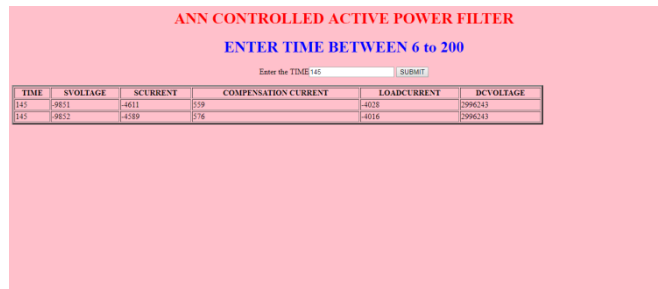 ANN CONTROLLED ACTIVE POWER FILTER
ENTER TIME BETWEEN 6 to 200
Enter the TIME 145 SUBMIT
TIME SVOLTAGE SCURRENT COMPENSATION CURRENT LOADCURRENT DCVOLTAGE
145 -9851 -4611 559 -4028 2996243
145 -9852 -4589 576 -4016 2996243